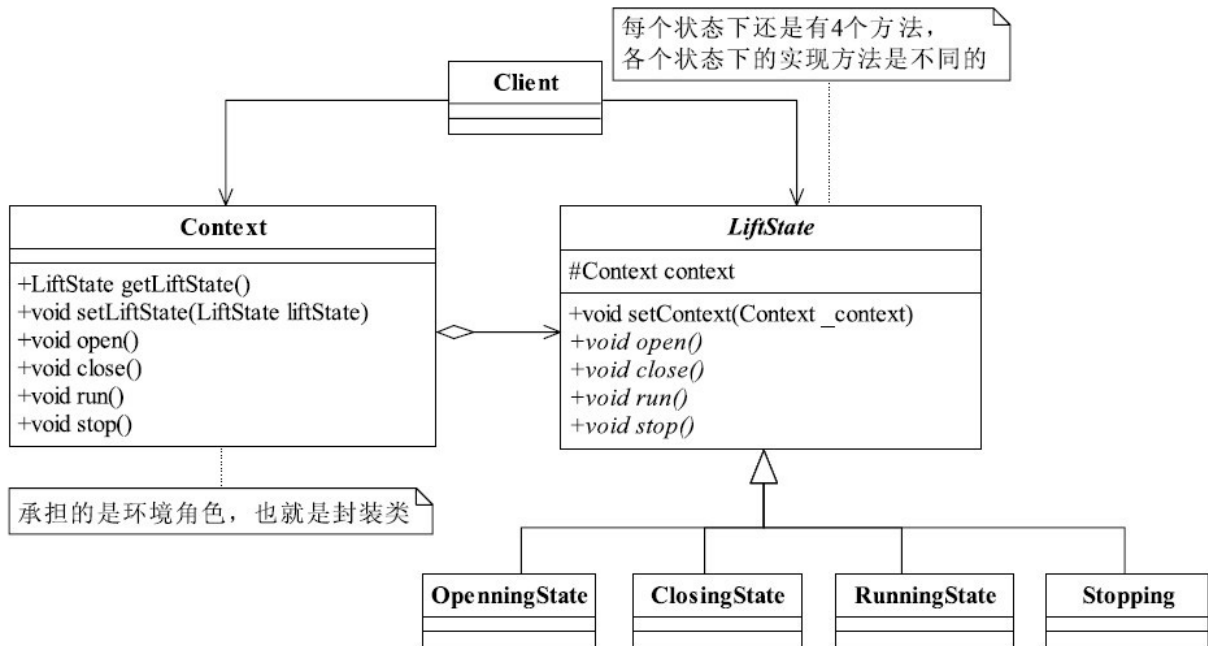 每个状态下还是有4个方法，
各个状态下的实现方法是不同的
Client
Context
+LiftState getLiftState()
+void setLiftState(LiftState liftState)
+void open()
+void close()
+void run()
+void stop()
LiftState
#Context context
+void setContext(Context _context)
+void open()
+void close()
+void run()
+void stop()
承担的是环境角色，也就是封装类
OpenningState
ClosingState
RunningState
Stopping